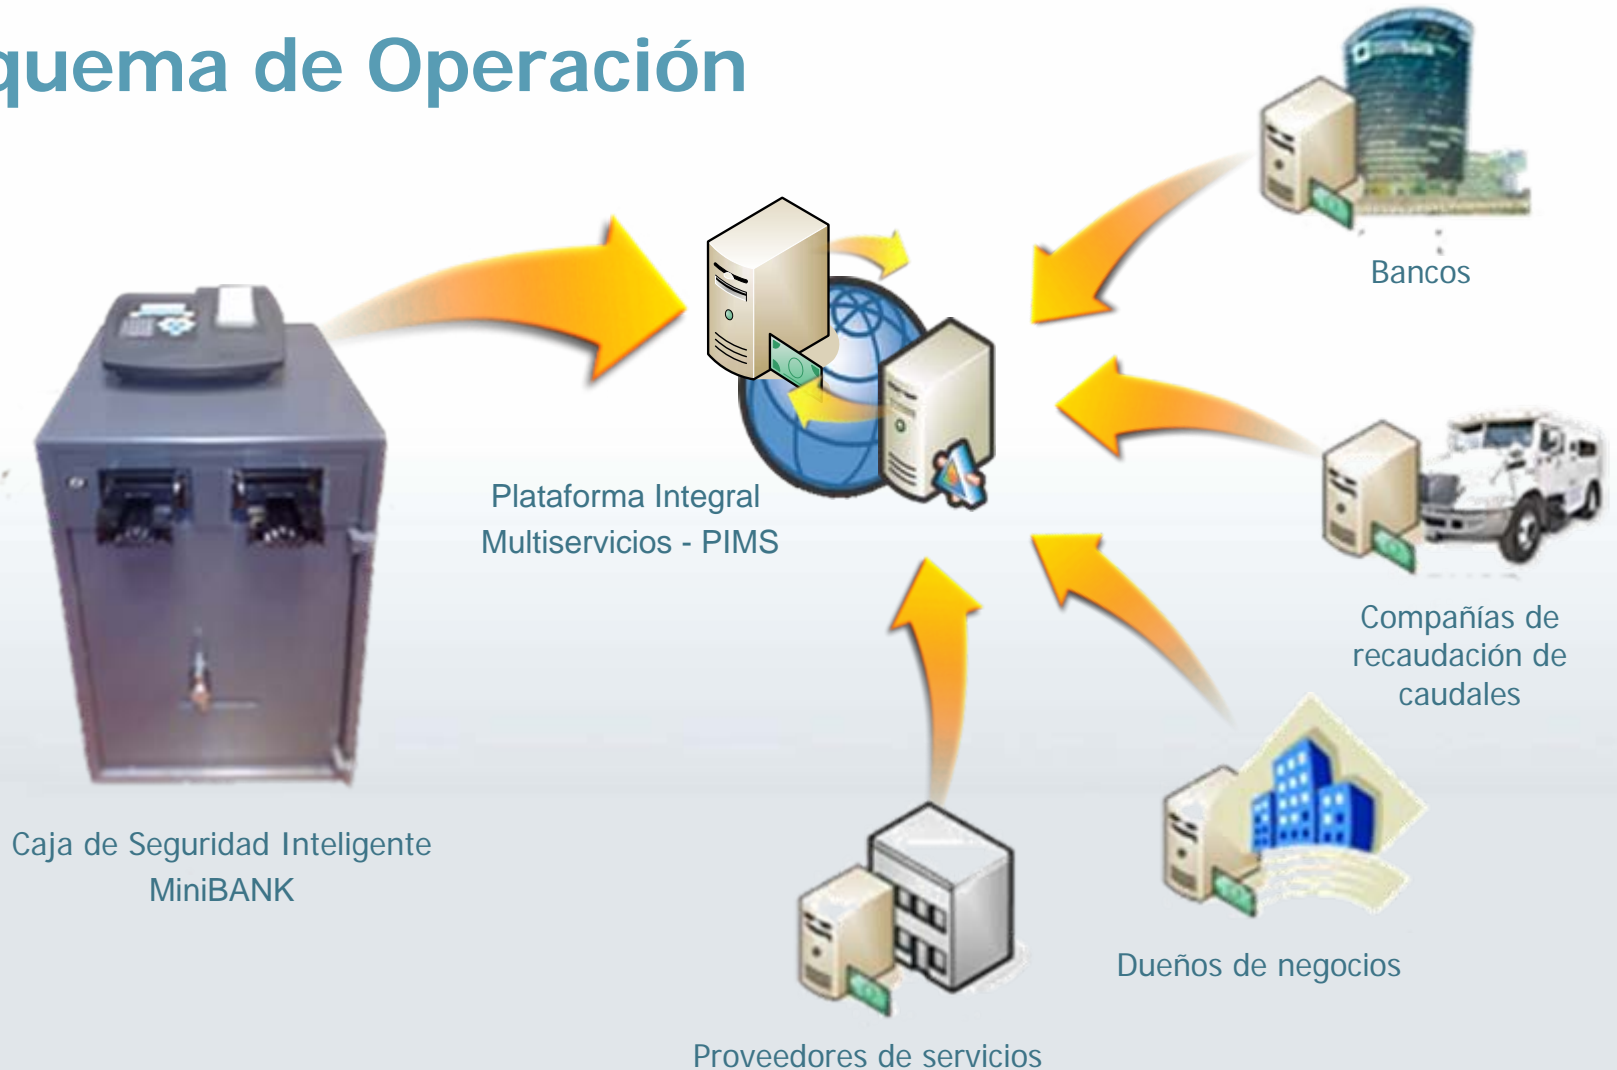 quema de Operación
Bancos
Plataforma Integral
Multiservicios - PIMS
Compañías de
recaudación de
caudales
Caja de Seguridad Inteligente
MiniBANK
Dueños de negocios
Proveedores de servicios